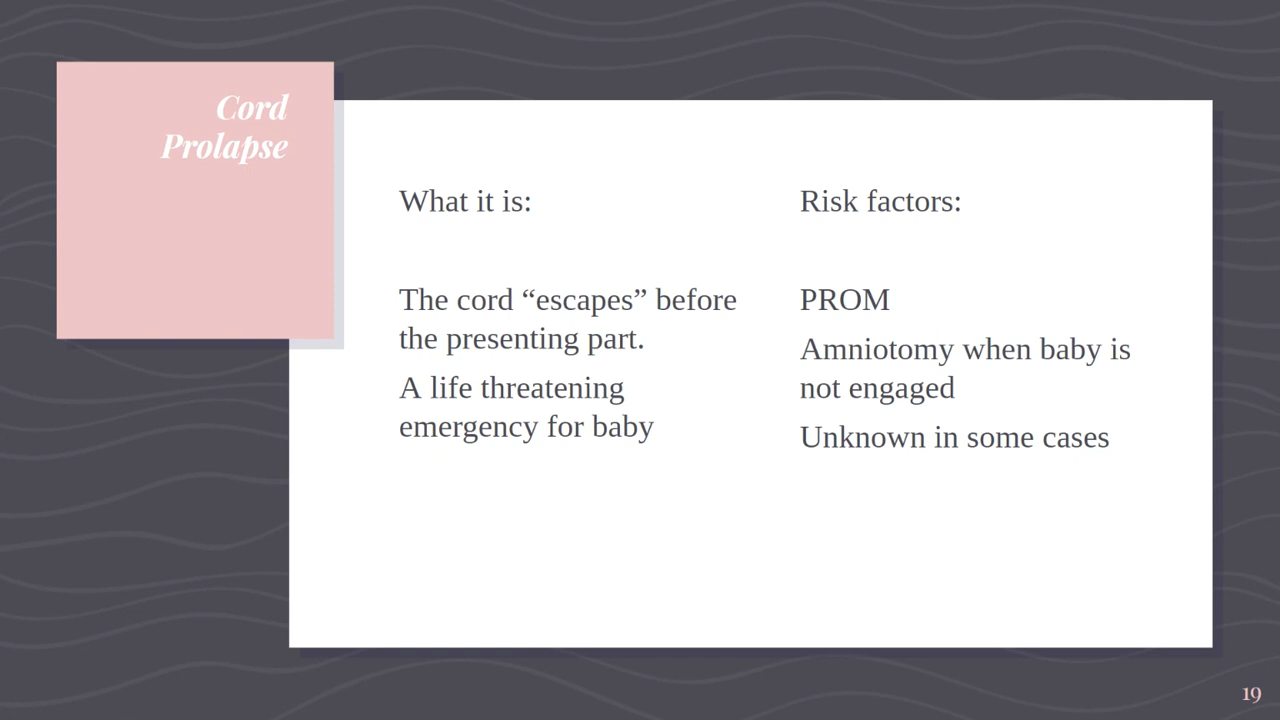 Cord
Prolapse
What it is:
The cord “escapes” before
the presenting part.
A life threatening
emergency for baby
Risk factors:
PROM
Amniotomy when baby is
not engaged
Unknown in some cases
19